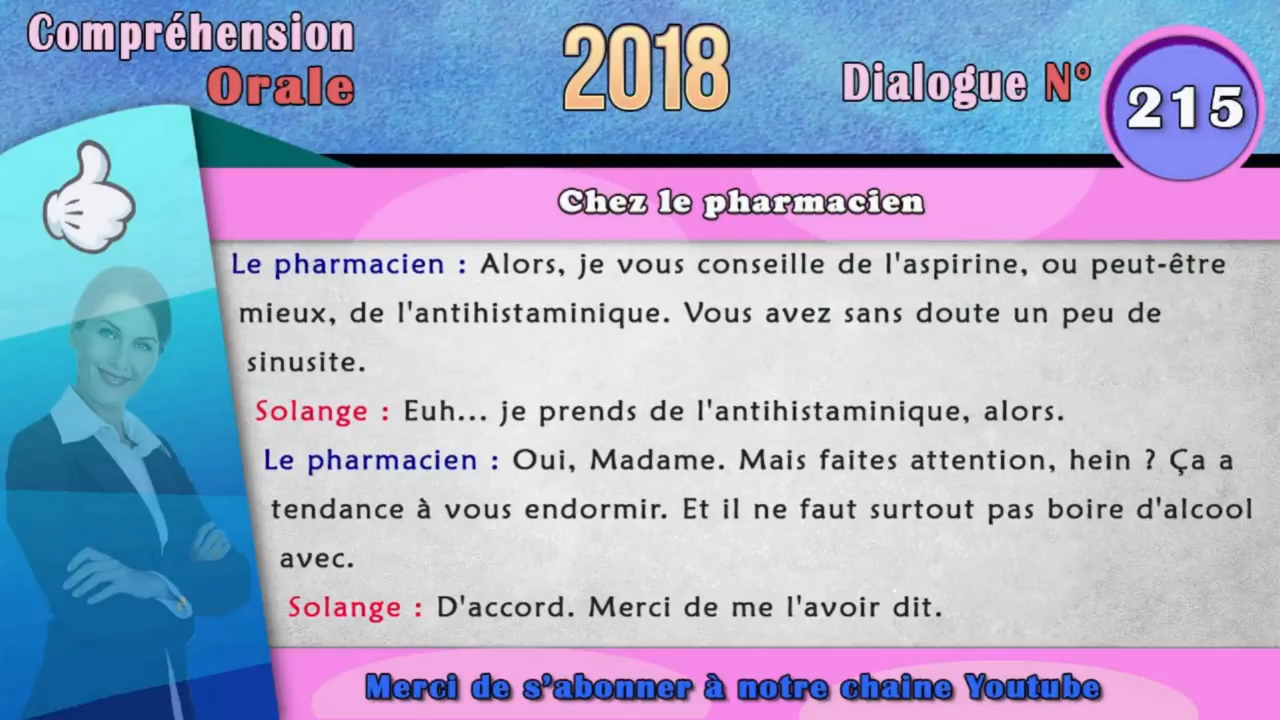 Compréhension
Orale
2018
Dialogue N°
215
Chez le pharmacien
Le pharmacien : Alors, je vous conseille de l'aspirine, ou peut-être
mieux, de l'antihistaminique. Vous avez sans doute un peu de
sinusite.
Solange : Euh... je prends de l'antihistaminique, alors.
Le pharmacien : Oui, Madame. Mais faites attention, hein ? Ça a
tendance à vous endormir. Et il ne faut surtout pas boire d'alcool
avec.
Solange : D'accord. Merci de me l'avoir dit.
Merci de s'abonner à notre chaine Youtube